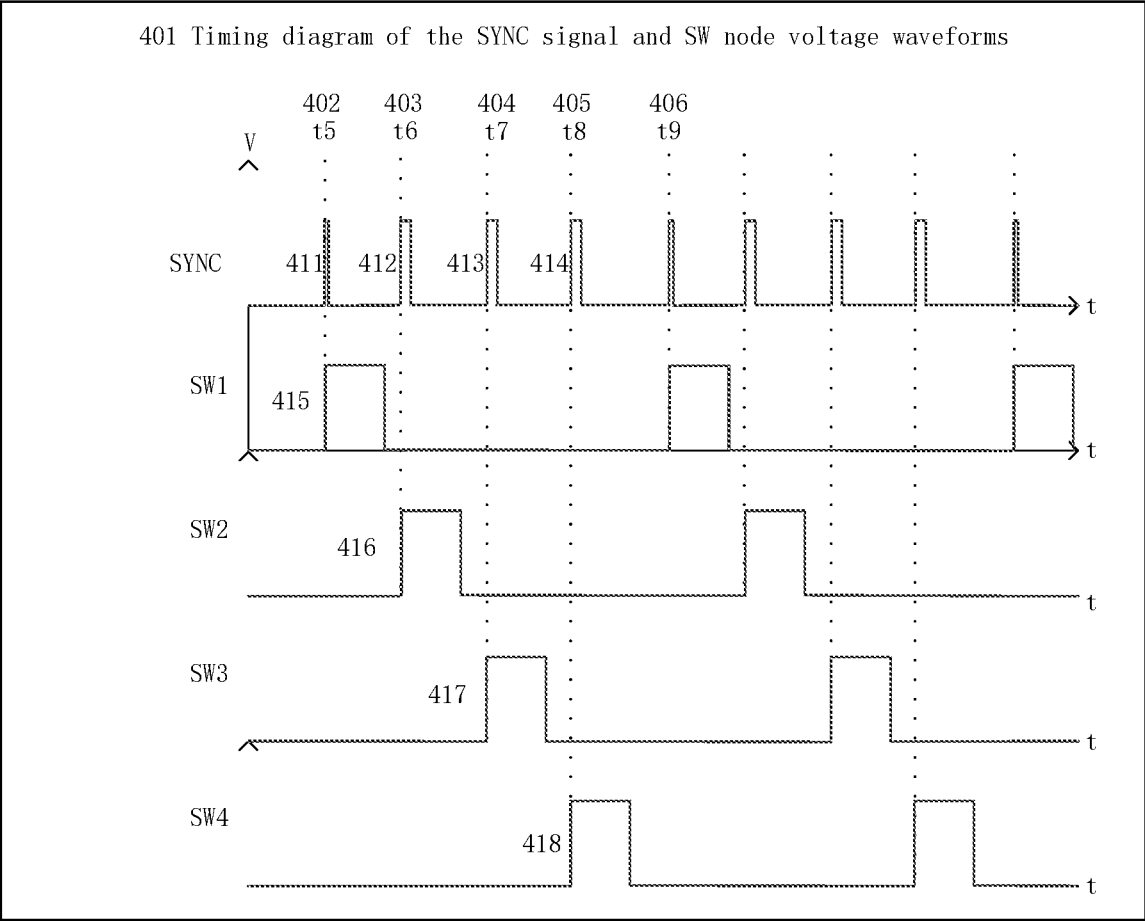 401 Timing diagram of the SYNC signal and SW node voltage waveforms
402 403 404 405 406
t5 t6 t7 t8 t9
V
SYNC 411 412 413 414
t
SW1
415
t
SW2
416
t
SW3
417
t
SW4
418
t